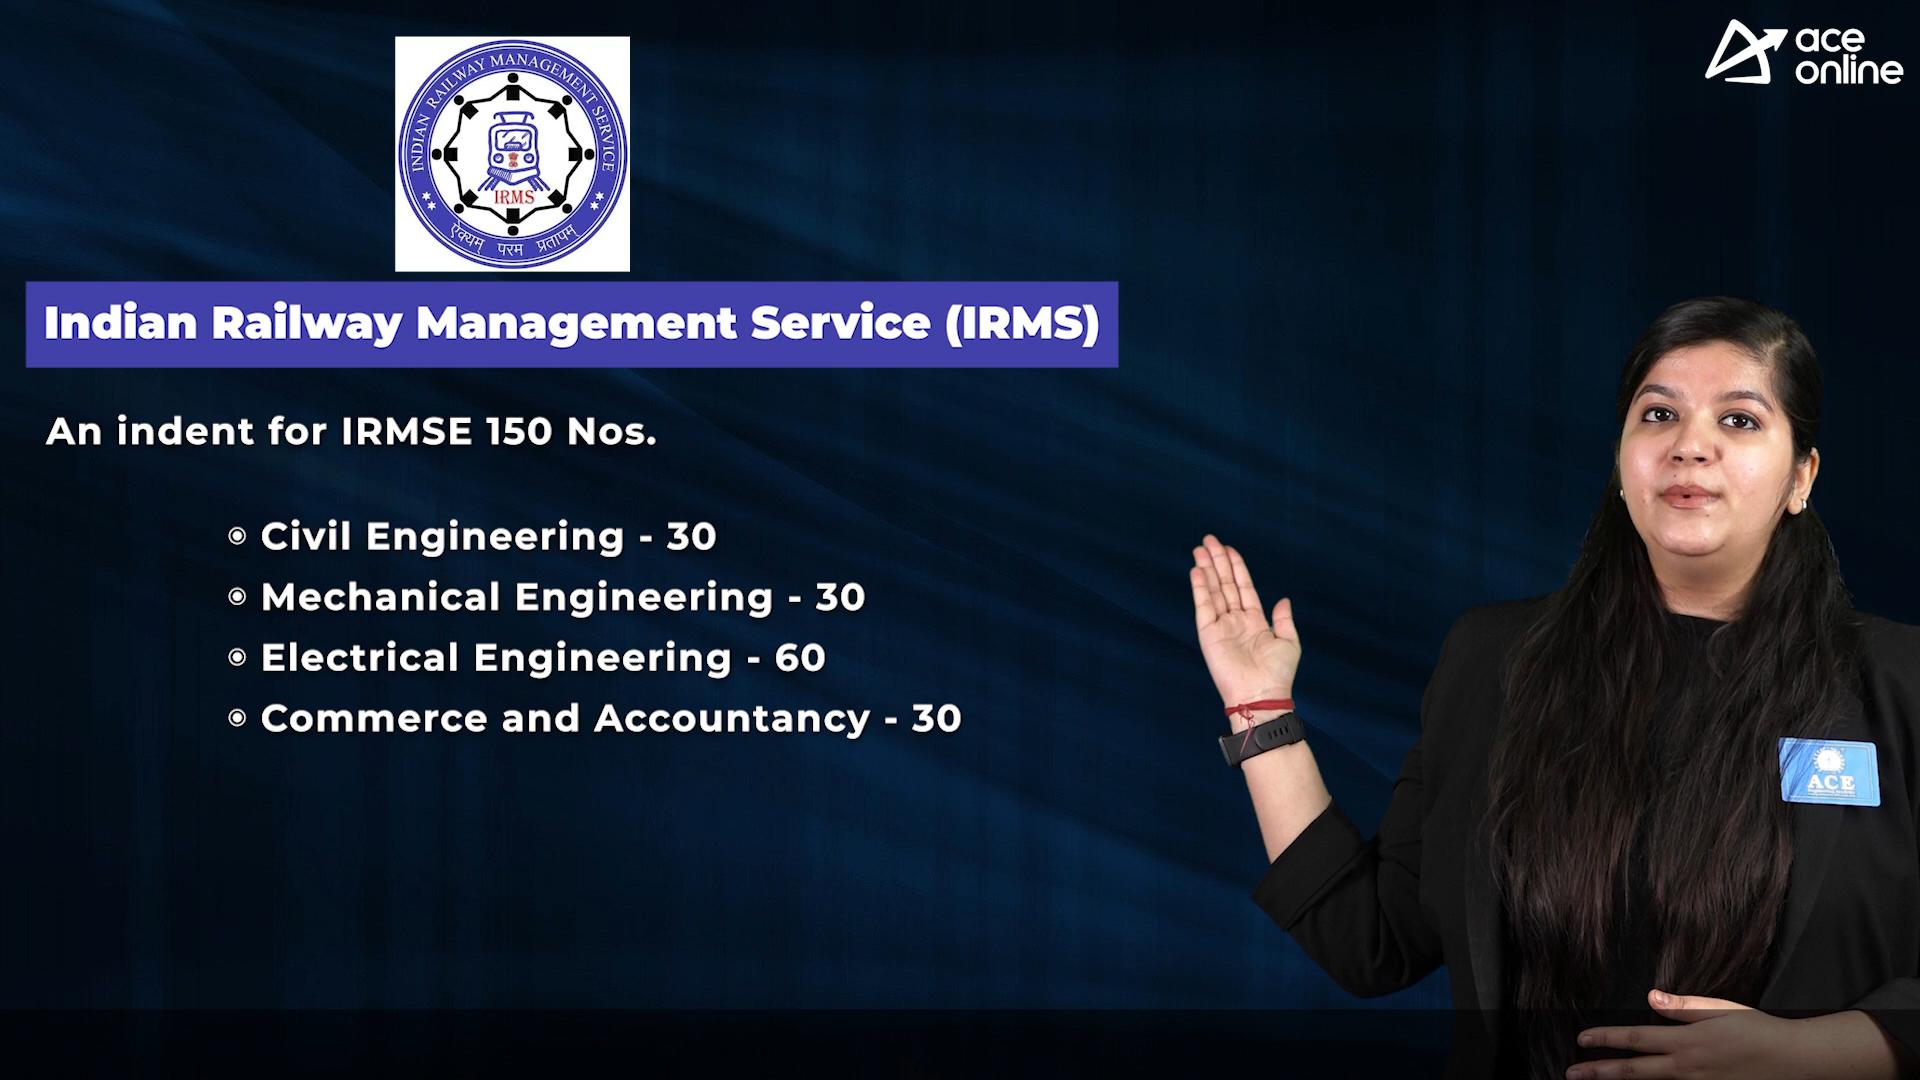 INDIAN RAILWAY MANAGEMENT SERVICE
IRMS
ऐक्यम् परम प्रतापम्
ace
online
Indian Railway Management Service (IRMS)
An indent for IRMSE 150 Nos.
Civil Engineering - 30
Mechanical Engineering - 30
Electrical Engineering - 60
Commerce and Accountancy - 30
ACE